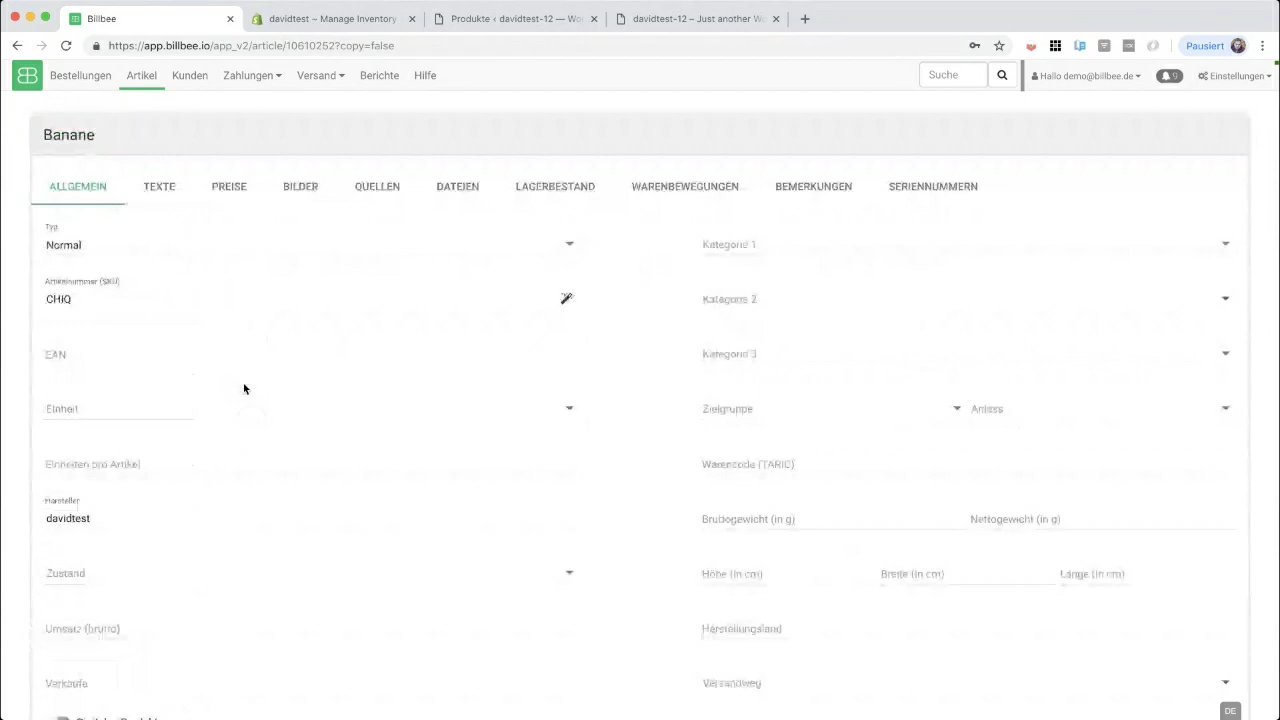 Billbee
davidtest – Manage Inventory
Produkte ‹ davidtest-12 — Wo
davidtest-12 – Just another W
https://app.billbee.io/app_v2/article/10610252?copy=false
Pausiert
Bestellungen Artikel Kunden Zahlungen Versand Berichte Hilfe
Suche
Hallo demo@billbee.de
Einstellungen
Banane
ALLGEMEIN TEXTE PREISE BILDER QUELLEN DATEIEN LAGERBESTAND WARENBEWEGUNGEN BEMERKUNGEN SERIENNUMMERN
Typ
Normal
Kategorie 1
Artikelnummer (SKU)
CHIQ
Kategorie 2
EAN
Kategorie 3
Einheit
Zielgruppe
Anlass
Einheiten pro Artikel
Warencode (TARIC)
Hersteller
davidtest
Bruttogewicht (in g)
Nettogewicht (in g)
Zustand
Höhe (in cm)
Breite (in cm)
Länge (in cm)
Umsatz (brutto)
Herstellungsland
Verkäufe
Versandweg
DE